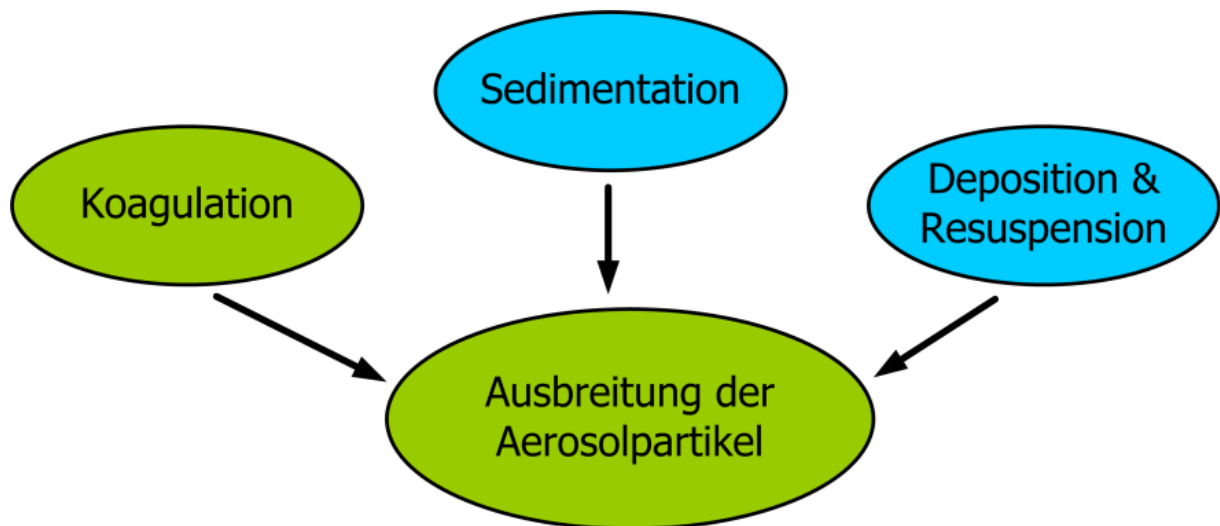 Sedimentation
Koagulation
Deposition &
Resuspension
Ausbreitung der
Aerosolpartikel